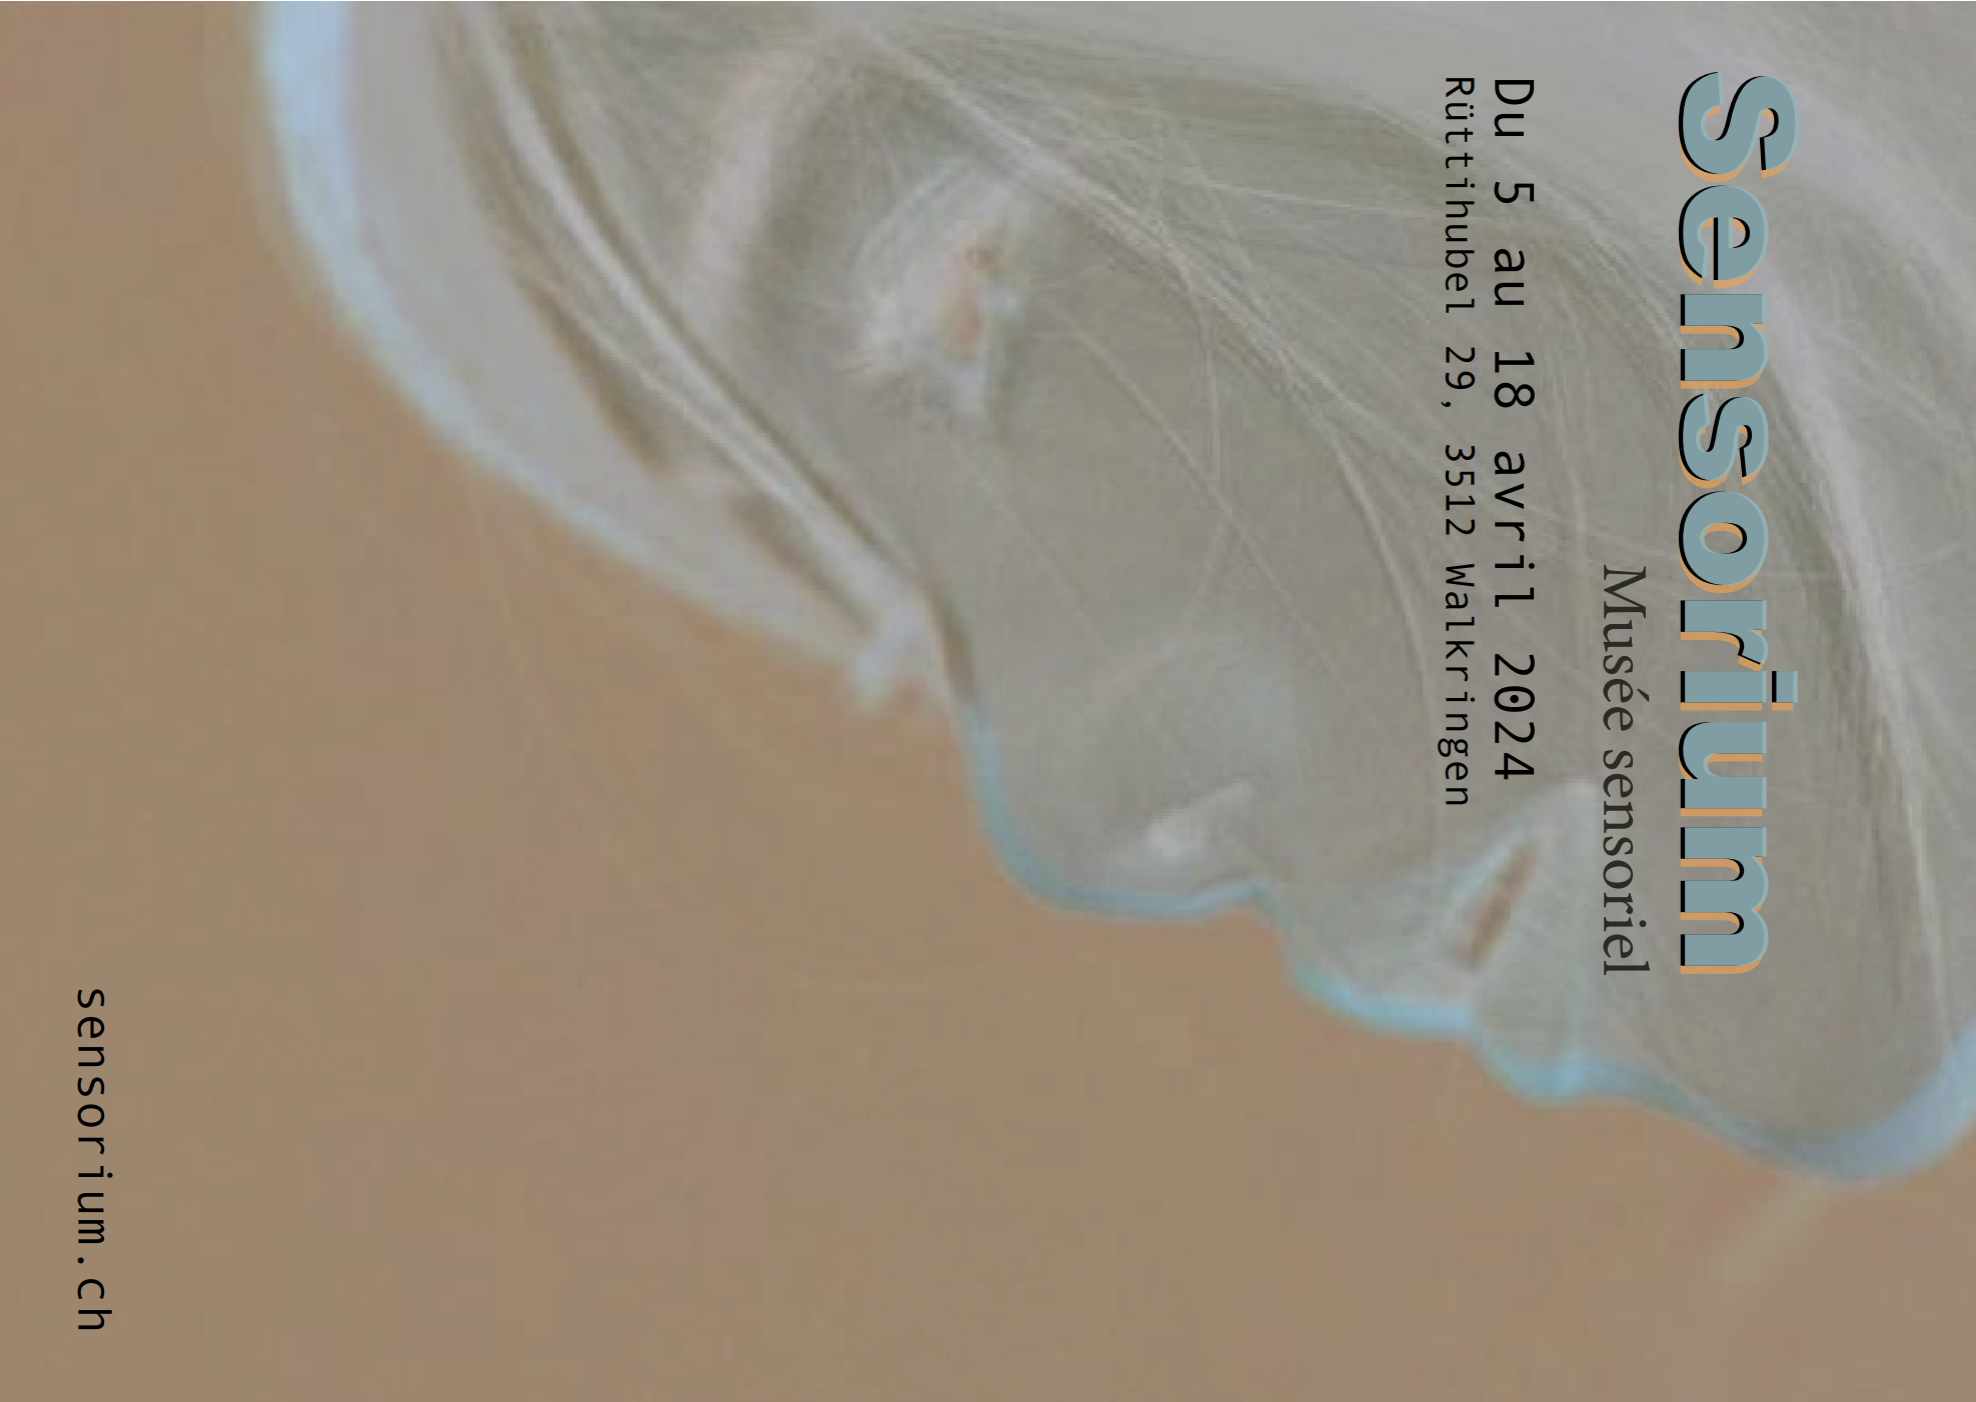 Sensorium
Musée sensoriel
Du 5 au 18 avril 2024
Rüttihubel 29, 3512 Walkringen
sensorium.ch